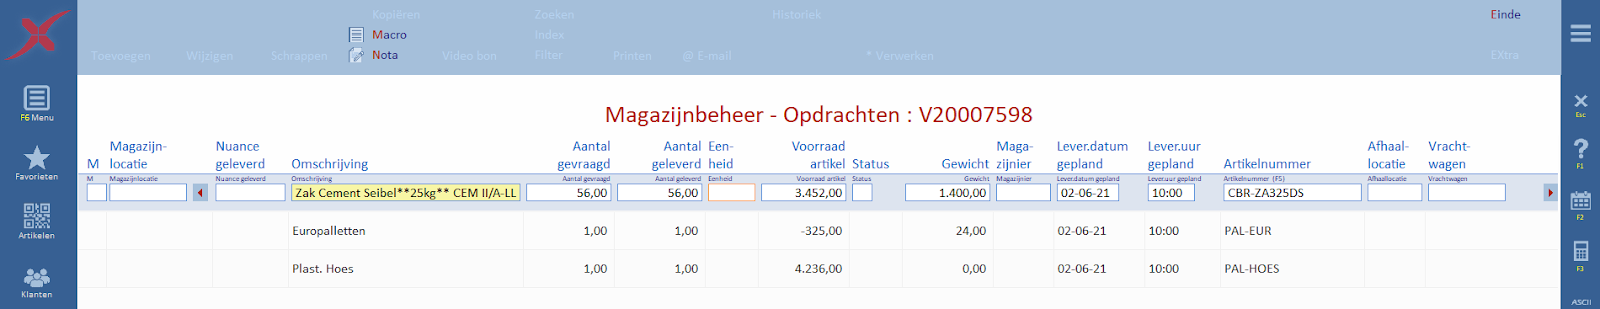 Kopiëren Zoeken Historiek Einde
Macro Index
Toevoegen Wijzigen Schrappen Nota Video bon Filter Printen @ E-mail * Verwerken EXtra
F6 Menu
Favorieten
Artikelen
Klanten
Esc
F1
F2
F3
ASCII
Magazijnbeheer - Opdrachten : V20007598
Magazijn- Nuance Aantal Aantal Een- Voorraad Maga- Lever.datum Lever.uur Afhaal- Vracht-
M locatie geleverd Omschrijving gevraagd geleverd heid artikel Status Gewicht zijnier gepland gepland Artikelnummer locatie wagen
M Magazijnlocatie Nuance geleverd Omschrijving Aantal gevraagd Aantal geleverd Eenheid Voorraad artikel Status Gewicht Magazijnier Lever.datum gepland Lever.uur gepland Artikelnummer (F5) Afhaallocatie Vrachtwagen
Zak Cement Seibel**25kg** CEM II/A-LL 56,00 56,00 3.452,00 1.400,00 02-06-21 10:00 CBR-ZA325DS
Europalletten 1,00 1,00 -325,00 24,00 02-06-21 10:00 PAL-EUR
Plast. Hoes 1,00 1,00 4.236,00 0,00 02-06-21 10:00 PAL-HOES